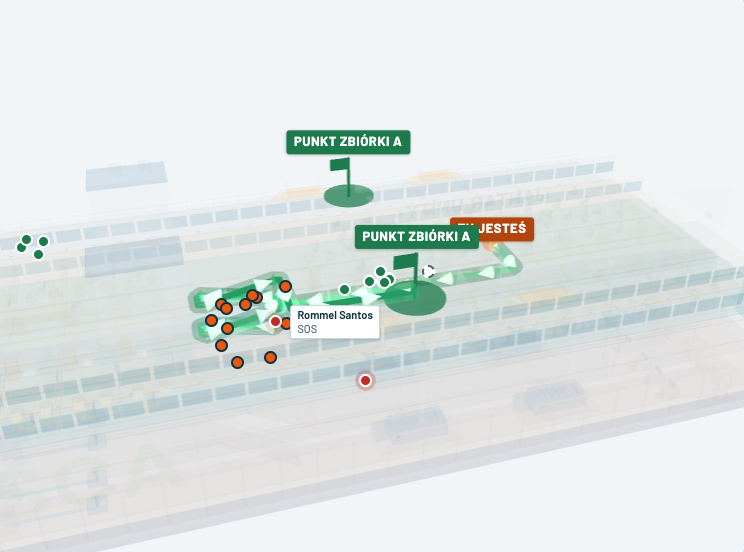 PUNKT ZBIÓRKI A
JESTEŚ
PUNKT ZBIÓRKI A
Rommel Santos
SOS